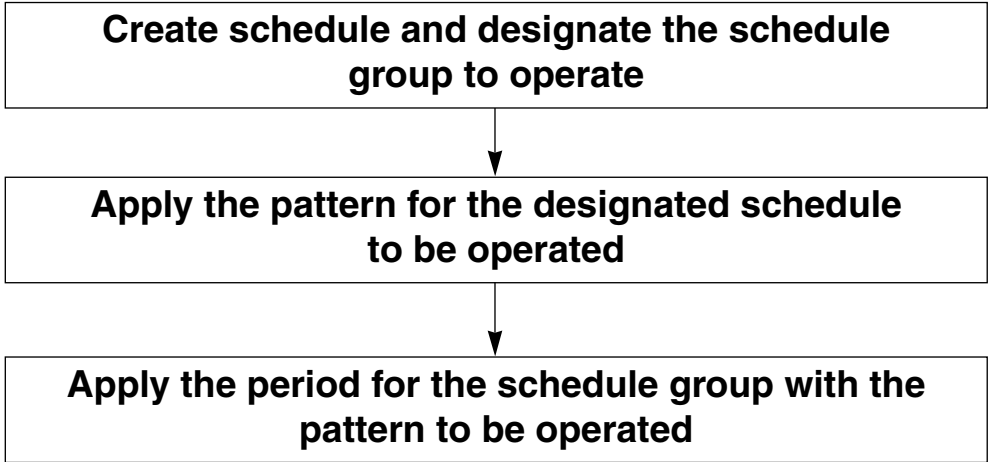 Create schedule and designate the schedule
group to operate
Apply the pattern for the designated schedule
to be operated
Apply the period for the schedule group with the
pattern to be operated